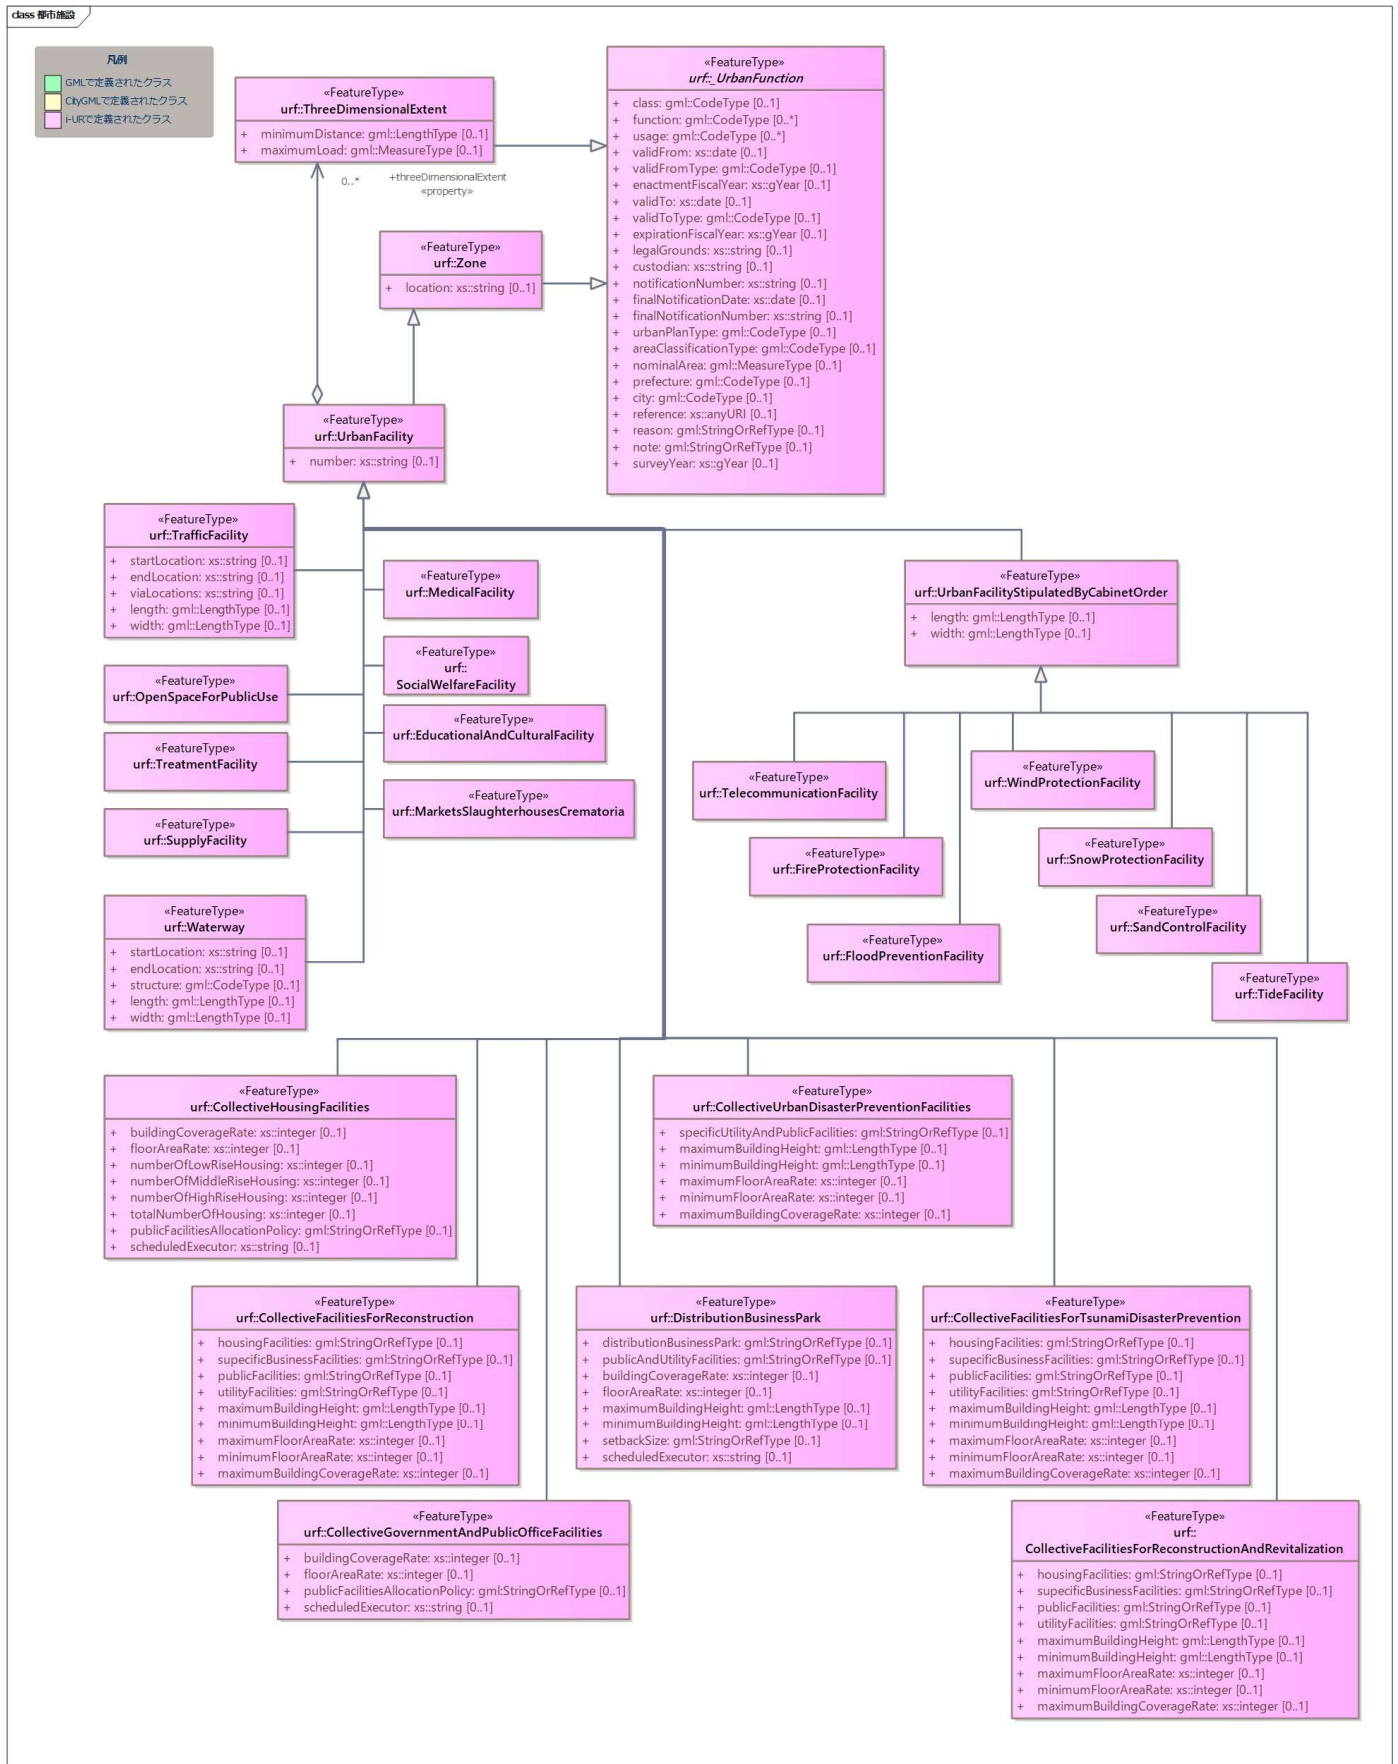 class 都市施設
凡例
GMLで定義されたクラス
CityGMLで定義されたクラス
i-URで定義されたクラス
«FeatureType»
urf::ThreeDimensionalExtent
+ minimumDistance: gml::LengthType [0..1]
+ maximumLoad: gml::MeasureType [0..1]
0..*
+threeDimensionalExtent
«property»
«FeatureType»
urf::_UrbanFunction
+ class: gml::CodeType [0..1]
+ function: gml::CodeType [0..*]
+ usage: gml::CodeType [0..*]
+ validFrom: xs::date [0..1]
+ validFromType: gml::CodeType [0..1]
+ enactmentFiscalYear: xs::gYear [0..1]
+ validTo: xs::date [0..1]
+ validToType: gml::CodeType [0..1]
+ expirationFiscalYear: xs::gYear [0..1]
+ legalGrounds: xs::string [0..1]
+ custodian: xs::string [0..1]
+ notificationNumber: xs::string [0..1]
+ finalNotificationDate: xs::date [0..1]
+ finalNotificationNumber: xs::string [0..1]
+ urbanPlanType: gml::CodeType [0..1]
+ areaClassificationType: gml::CodeType [0..1]
+ nominalArea: gml::MeasureType [0..1]
+ prefecture: gml::CodeType [0..1]
+ city: gml::CodeType [0..1]
+ reference: xs::anyURI [0..1]
+ reason: gml:StringOrRefType [0..1]
+ note: gml:StringOrRefType [0..1]
+ surveyYear: xs::gYear [0..1]
«FeatureType»
urf::Zone
+ location: xs::string [0..1]
«FeatureType»
urf::UrbanFacility
+ number: xs::string [0..1]
«FeatureType»
urf::TrafficFacility
+ startLocation: xs::string [0..1]
+ endLocation: xs::string [0..1]
+ viaLocations: xs::string [0..1]
+ length: gml::LengthType [0..1]
+ width: gml::LengthType [0..1]
«FeatureType»
urf::MedicalFacility
«FeatureType»
urf::UrbanFacilityStipulatedByCabinetOrder
+ length: gml::LengthType [0..1]
+ width: gml::LengthType [0..1]
«FeatureType»
urf::
SocialWelfareFacility
«FeatureType»
urf::OpenSpaceForPublicUse
«FeatureType»
urf::EducationalAndCulturalFacility
«FeatureType»
urf::TreatmentFacility
«FeatureType»
urf::MarketsSlaughterhousesCrematoria
«FeatureType»
urf::SupplyFacility
«FeatureType»
urf::WindProtectionFacility
«FeatureType»
urf::TelecommunicationFacility
«FeatureType»
urf::SnowProtectionFacility
«FeatureType»
urf::FireProtectionFacility
«FeatureType»
urf::SandControlFacility
«FeatureType»
urf::FloodPreventionFacility
«FeatureType»
urf::TideFacility
«FeatureType»
urf::Waterway
+ startLocation: xs::string [0..1]
+ endLocation: xs::string [0..1]
+ structure: gml::CodeType [0..1]
+ length: gml::LengthType [0..1]
+ width: gml::LengthType [0..1]
«FeatureType»
urf::CollectiveHousingFacilities
+ buildingCoverageRate: xs::integer [0..1]
+ floorAreaRate: xs::integer [0..1]
+ numberOfLowRiseHousing: xs::integer [0..1]
+ numberOfMiddleRiseHousing: xs::integer [0..1]
+ numberOfHighRiseHousing: xs::integer [0..1]
+ totalNumberOfHousing: xs::integer [0..1]
+ publicFacilitiesAllocationPolicy: gml:StringOrRefType [0..1]
+ scheduledExecutor: xs::string [0..1]
«FeatureType»
urf::CollectiveUrbanDisasterPreventionFacilities
+ specificUtilityAndPublicFacilities: gml:StringOrRefType [0..1]
+ maximumBuildingHeight: gml::LengthType [0..1]
+ minimumBuildingHeight: gml::LengthType [0..1]
+ maximumFloorAreaRate: xs::integer [0..1]
+ minimumFloorAreaRate: xs::integer [0..1]
+ maximumBuildingCoverageRate: xs::integer [0..1]
«FeatureType»
urf::CollectiveFacilitiesForReconstruction
+ housingFacilities: gml:StringOrRefType [0..1]
+ supecificBusinessFacilities: gml:StringOrRefType [0..1]
+ publicFacilities: gml:StringOrRefType [0..1]
+ utilityFacilities: gml:StringOrRefType [0..1]
+ maximumBuildingHeight: gml::LengthType [0..1]
+ minimumBuildingHeight: gml::LengthType [0..1]
+ maximumFloorAreaRate: xs::integer [0..1]
+ minimumFloorAreaRate: xs::integer [0..1]
+ maximumBuildingCoverageRate: xs::integer [0..1]
«FeatureType»
urf::DistributionBusinessPark
+ distributionBusinessPark: gml:StringOrRefType [0..1]
+ publicAndUtilityFacilities: gml:StringOrRefType [0..1]
+ buildingCoverageRate: xs::integer [0..1]
+ floorAreaRate: xs::integer [0..1]
+ maximumBuildingHeight: gml::LengthType [0..1]
+ minimumBuildingHeight: gml::LengthType [0..1]
+ setbackSize: gml:StringOrRefType [0..1]
+ scheduledExecutor: xs::string [0..1]
«FeatureType»
urf::CollectiveFacilitiesForTsunamiDisasterPrevention
+ housingFacilities: gml:StringOrRefType [0..1]
+ supecificBusinessFacilities: gml:StringOrRefType [0..1]
+ publicFacilities: gml:StringOrRefType [0..1]
+ utilityFacilities: gml:StringOrRefType [0..1]
+ maximumBuildingHeight: gml::LengthType [0..1]
+ minimumBuildingHeight: gml::LengthType [0..1]
+ maximumFloorAreaRate: xs::integer [0..1]
+ minimumFloorAreaRate: xs::integer [0..1]
+ maximumBuildingCoverageRate: xs::integer [0..1]
«FeatureType»
urf::CollectiveGovernmentAndPublicOfficeFacilities
+ buildingCoverageRate: xs::integer [0..1]
+ floorAreaRate: xs::integer [0..1]
+ publicFacilitiesAllocationPolicy: gml:StringOrRefType [0..1]
+ scheduledExecutor: xs::string [0..1]
«FeatureType»
urf::
CollectiveFacilitiesForReconstructionAndRevitalization
+ housingFacilities: gml:StringOrRefType [0..1]
+ supecificBusinessFacilities: gml:StringOrRefType [0..1]
+ publicFacilities: gml:StringOrRefType [0..1]
+ utilityFacilities: gml:StringOrRefType [0..1]
+ maximumBuildingHeight: gml::LengthType [0..1]
+ minimumBuildingHeight: gml::LengthType [0..1]
+ maximumFloorAreaRate: xs::integer [0..1]
+ minimumFloorAreaRate: xs::integer [0..1]
+ maximumBuildingCoverageRate: xs::integer [0..1]